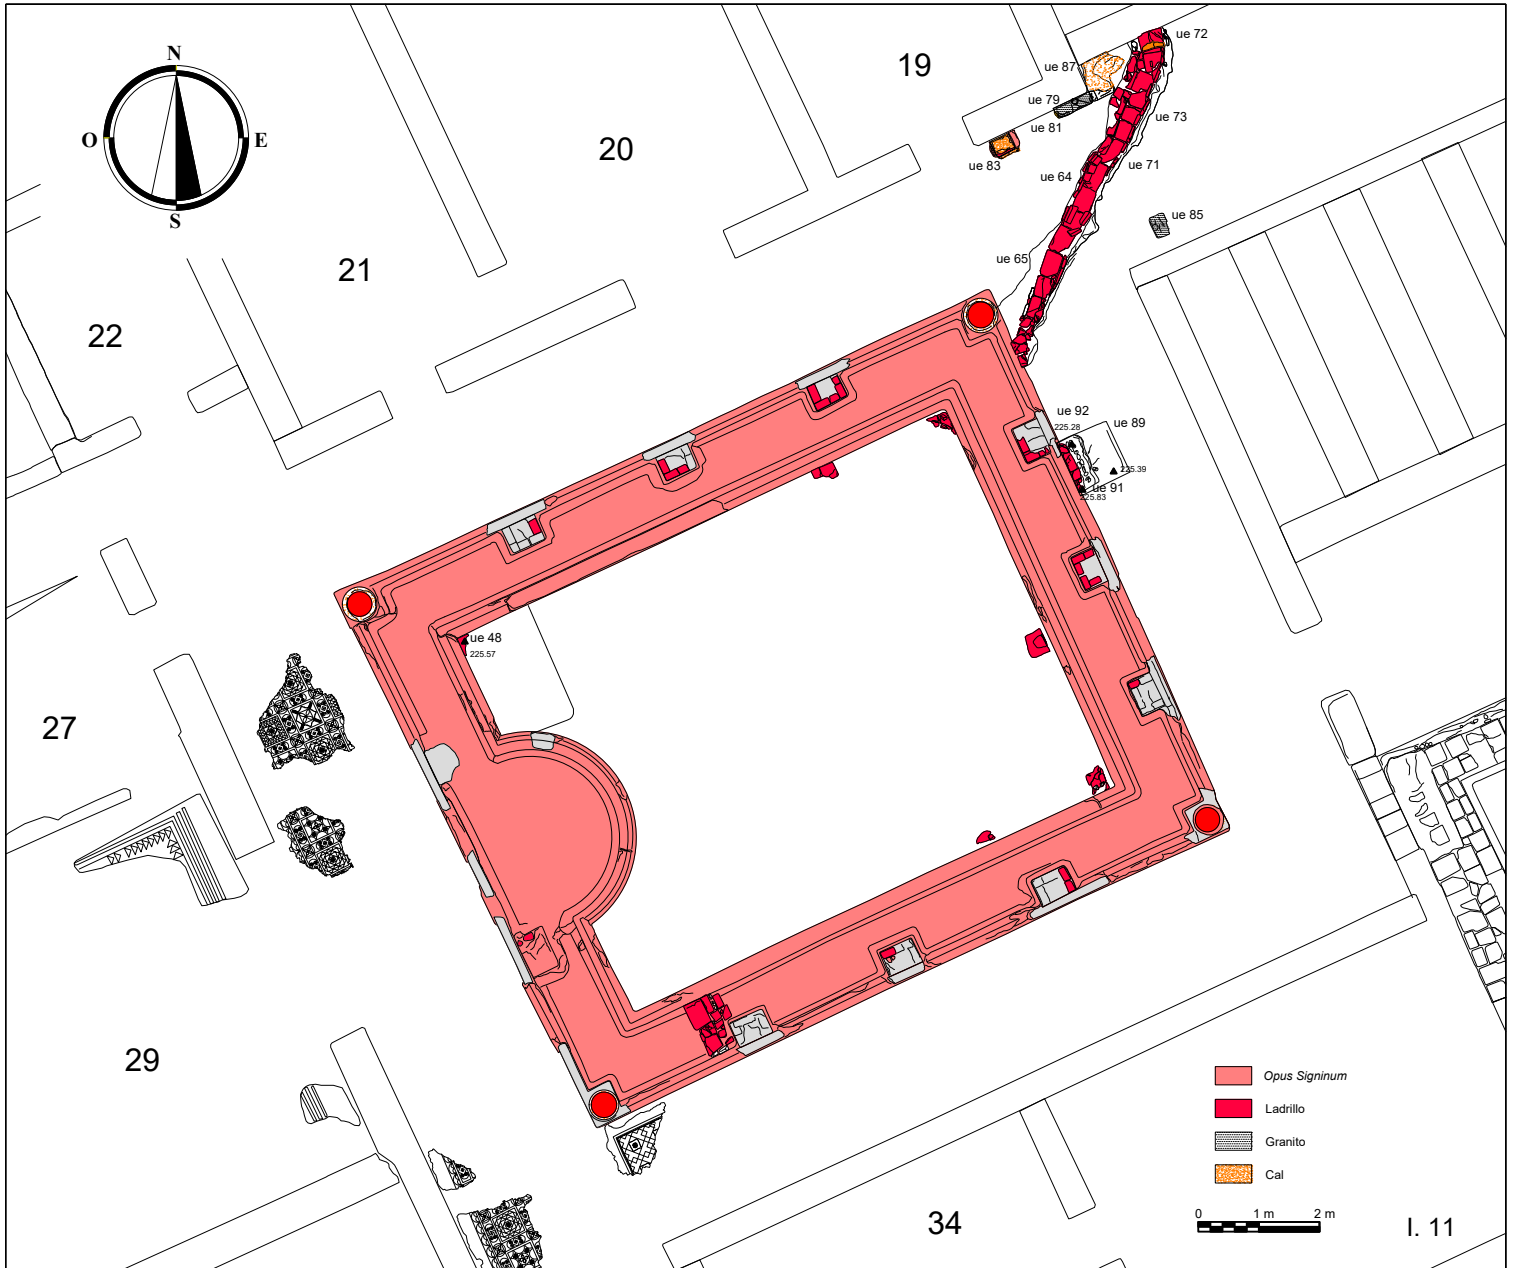 N
O
E
S
19
20
21
22
27
29
34
ue 72
ue 87
ue 79
ue 73
ue 81
ue 83
ue 71
ue 64
ue 85
ue 65
ue 92
225.28
ue 89
225.39
ue 91
225.83
ue 48
225.57
Opus Signinum
Ladrillo
Granito
Cal
0 1 m 2 m
I. 11